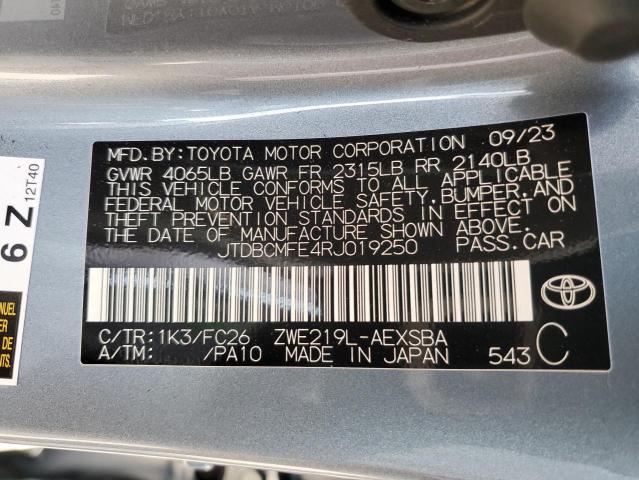 MFD.BY:TOYOTA MOTOR CORPORATION 09/23
GVWR 4065LB GAWR FR 2315LB RR 2140LB
THIS VEHICLE CONFORMS TO ALL APPLICABLE
FEDERAL MOTOR VEHICLE SAFETY,BUMPER,AND
THEFT PREVENTION STANDARDS IN EFFECT ON
THE DATE OF MANUFACTURE SHOWN ABOVE.
JTDBCMFE4RJ019250 PASS.CAR
C/TR:1K3/FC26 ZWE219L-AEXSBA
A/TM: /PA10 MADE IN JAPAN 543 C
6 Z
12T40
MANUEL